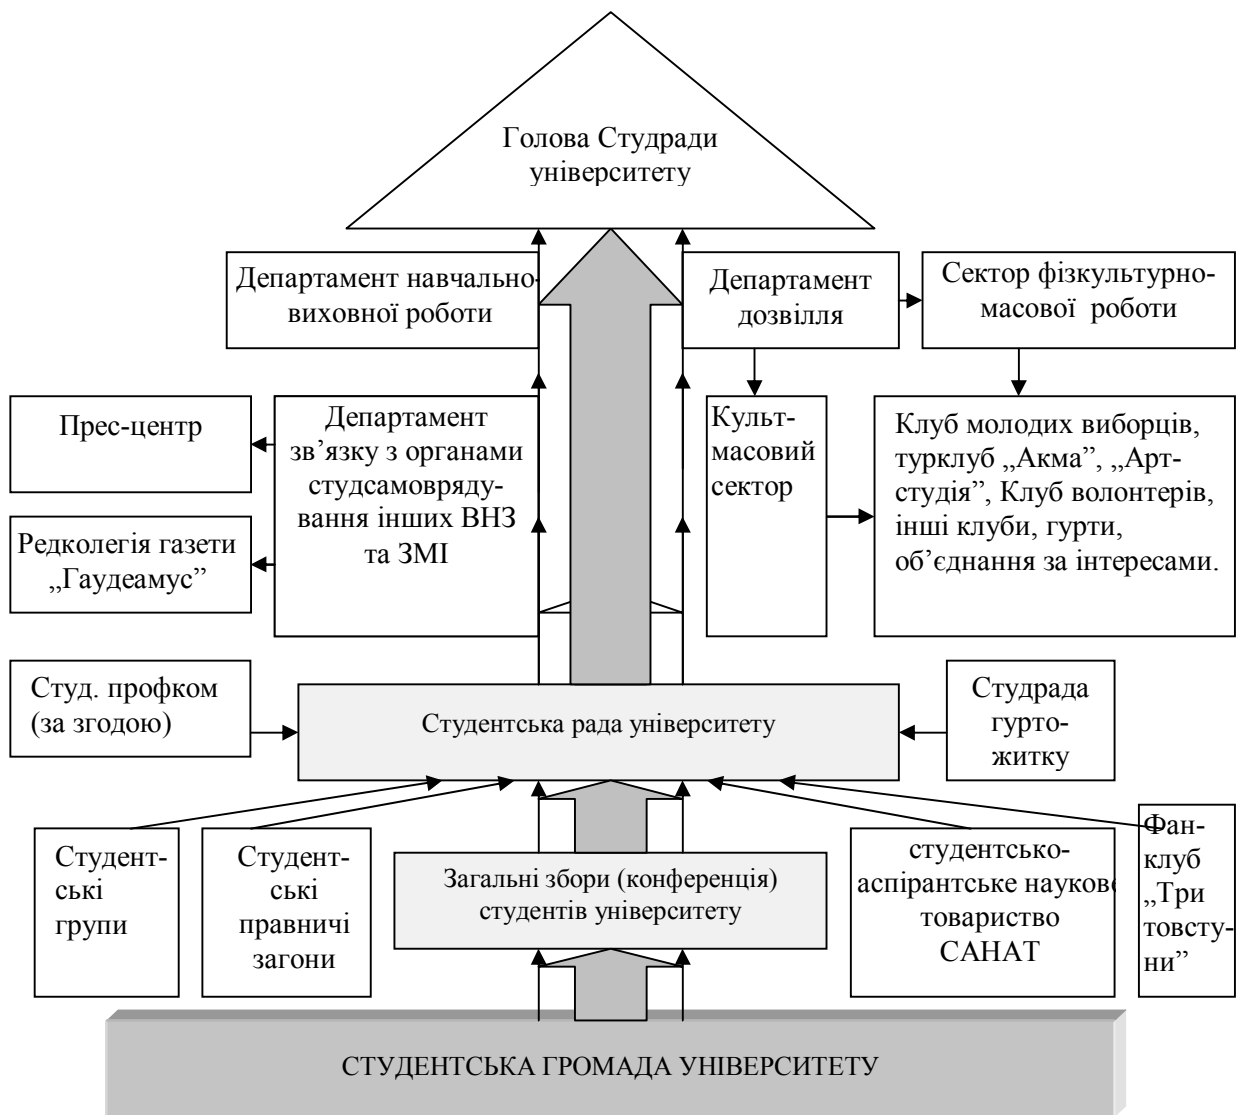 Голова Студради
університету
Департамент навчально-
виховної роботи
Департамент
дозвілля
Сектор фізкультурно-
масової роботи
Прес-центр
Департамент
зв’язку з органами
студсамовряду-
вання інших ВНЗ
та ЗМІ
Культ-
масовий
сектор
Клуб молодих виборців,
турклуб „Акма”, „Арт-
студія”, Клуб волонтерів,
інші клуби, гурти,
об’єднання за інтересами.
Редколегія газети
„Гаудеамус”
Студ. профком
(за згодою)
Студентська рада університету
Студрада
гурто-
житку
Студент-
ські
групи
Студент-
ські
правничі
загони
Загальні збори (конференція)
студентів університету
студентсько-
аспірантське наукове
товариство
САНАТ
Фан-
клуб
„Три
товсту-
ни”
СТУДЕНТСЬКА ГРОМАДА УНІВЕРСИТЕТУ